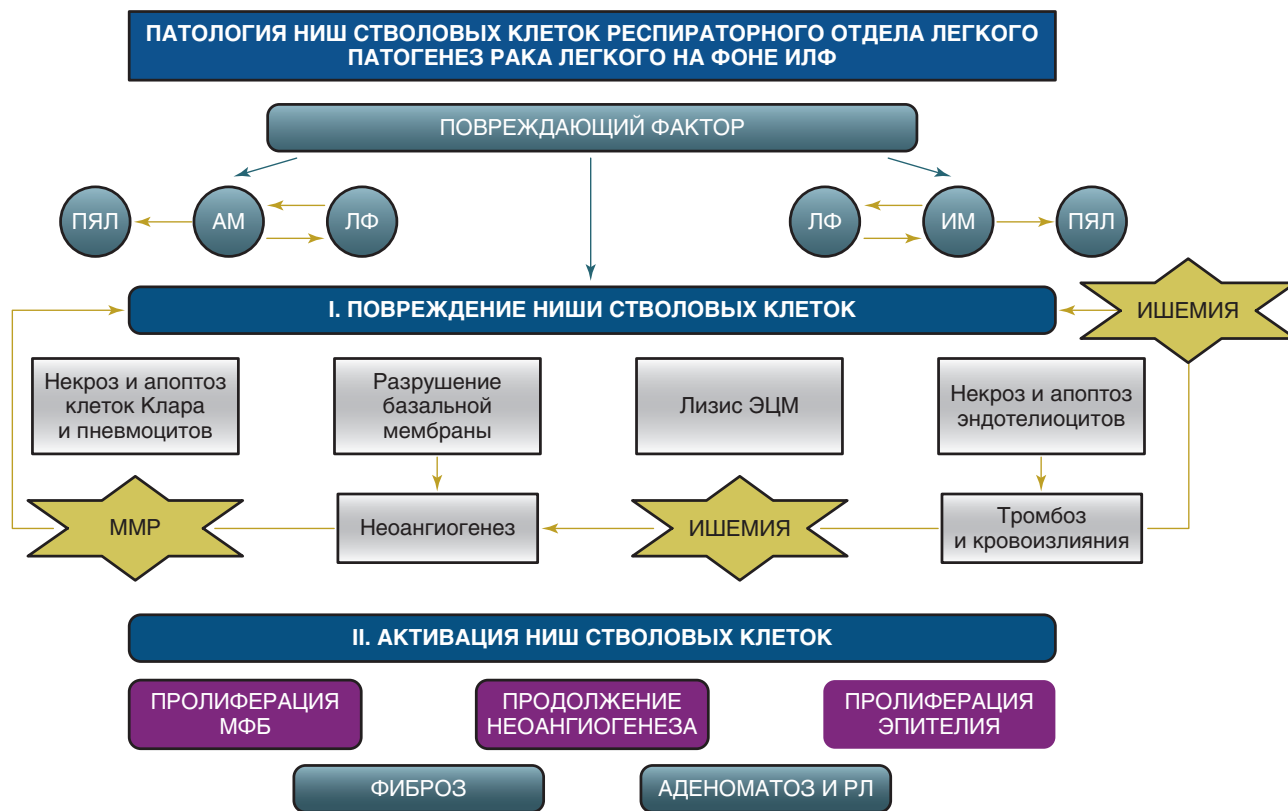 ПАТОЛОГИЯ НИШ СТВОЛОВЫХ КЛЕТОК РЕСПИРАТОРНОГО ОТДЕЛА ЛЕГКОГО
ПАТОГЕНЕЗ РАКА ЛЕГКОГО НА ФОНЕ ИЛФ
ПОВРЕЖДАЮЩИЙ ФАКТОР
ПЯЛ
АМ
ЛФ
ЛФ
ИМ
ПЯЛ
I. ПОВРЕЖДЕНИЕ НИШИ СТВОЛОВЫХ КЛЕТОК
ИШЕМИЯ
Некроз и апоптоз
клеток Клара
и пневмоцитов
Разрушение
базальной
мембраны
Лизис ЭЦМ
Некроз и апоптоз
эндотелиоцитов
ММР
Неоангиогенез
ИШЕМИЯ
Тромбоз
и кровоизлияния
II. АКТИВАЦИЯ НИШ СТВОЛОВЫХ КЛЕТОК
ПРОЛИФЕРАЦИЯ
МФБ
ПРОДОЛЖЕНИЕ
НЕОАНГИОГЕНЕЗА
ПРОЛИФЕРАЦИЯ
ЭПИТЕЛИЯ
ФИБРОЗ
АДЕНОМАТОЗ И РЛ